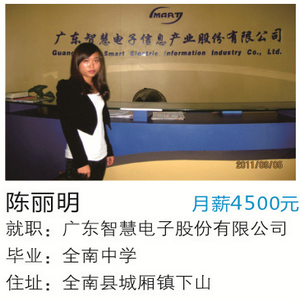 SMART
广东智慧电子信息产业股份有限公司
Guangdong Smart Electric Information Industry Co., Ltd.
2011/08/06
陈丽明 月薪4500元
就职：广东智慧电子股份有限公司
毕业：全南中学
住址：全南县城厢镇下山